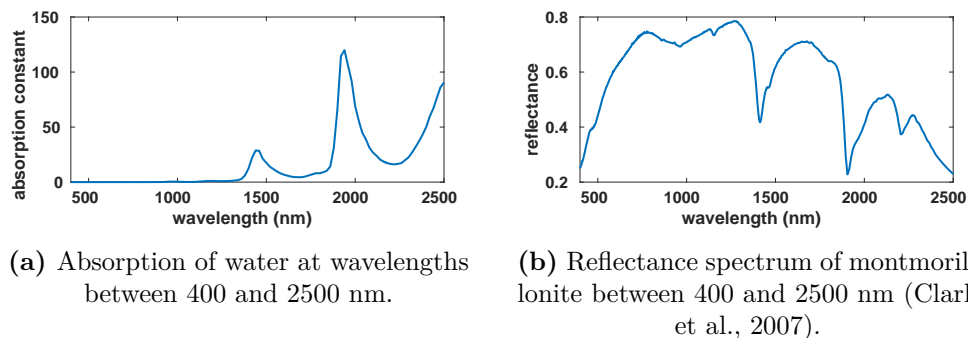 150
100
50
0
absorption constant
500
1000
1500
2000
2500
wavelength (nm)
0.8
0.6
0.4
0.2
reflectance
500
1000
1500
2000
2500
wavelength (nm)
(a) Absorption of water at wavelengths
between 400 and 2500 nm.
(b) Reflectance spectrum of montmoril
lonite between 400 and 2500 nm (Clark
et al., 2007).